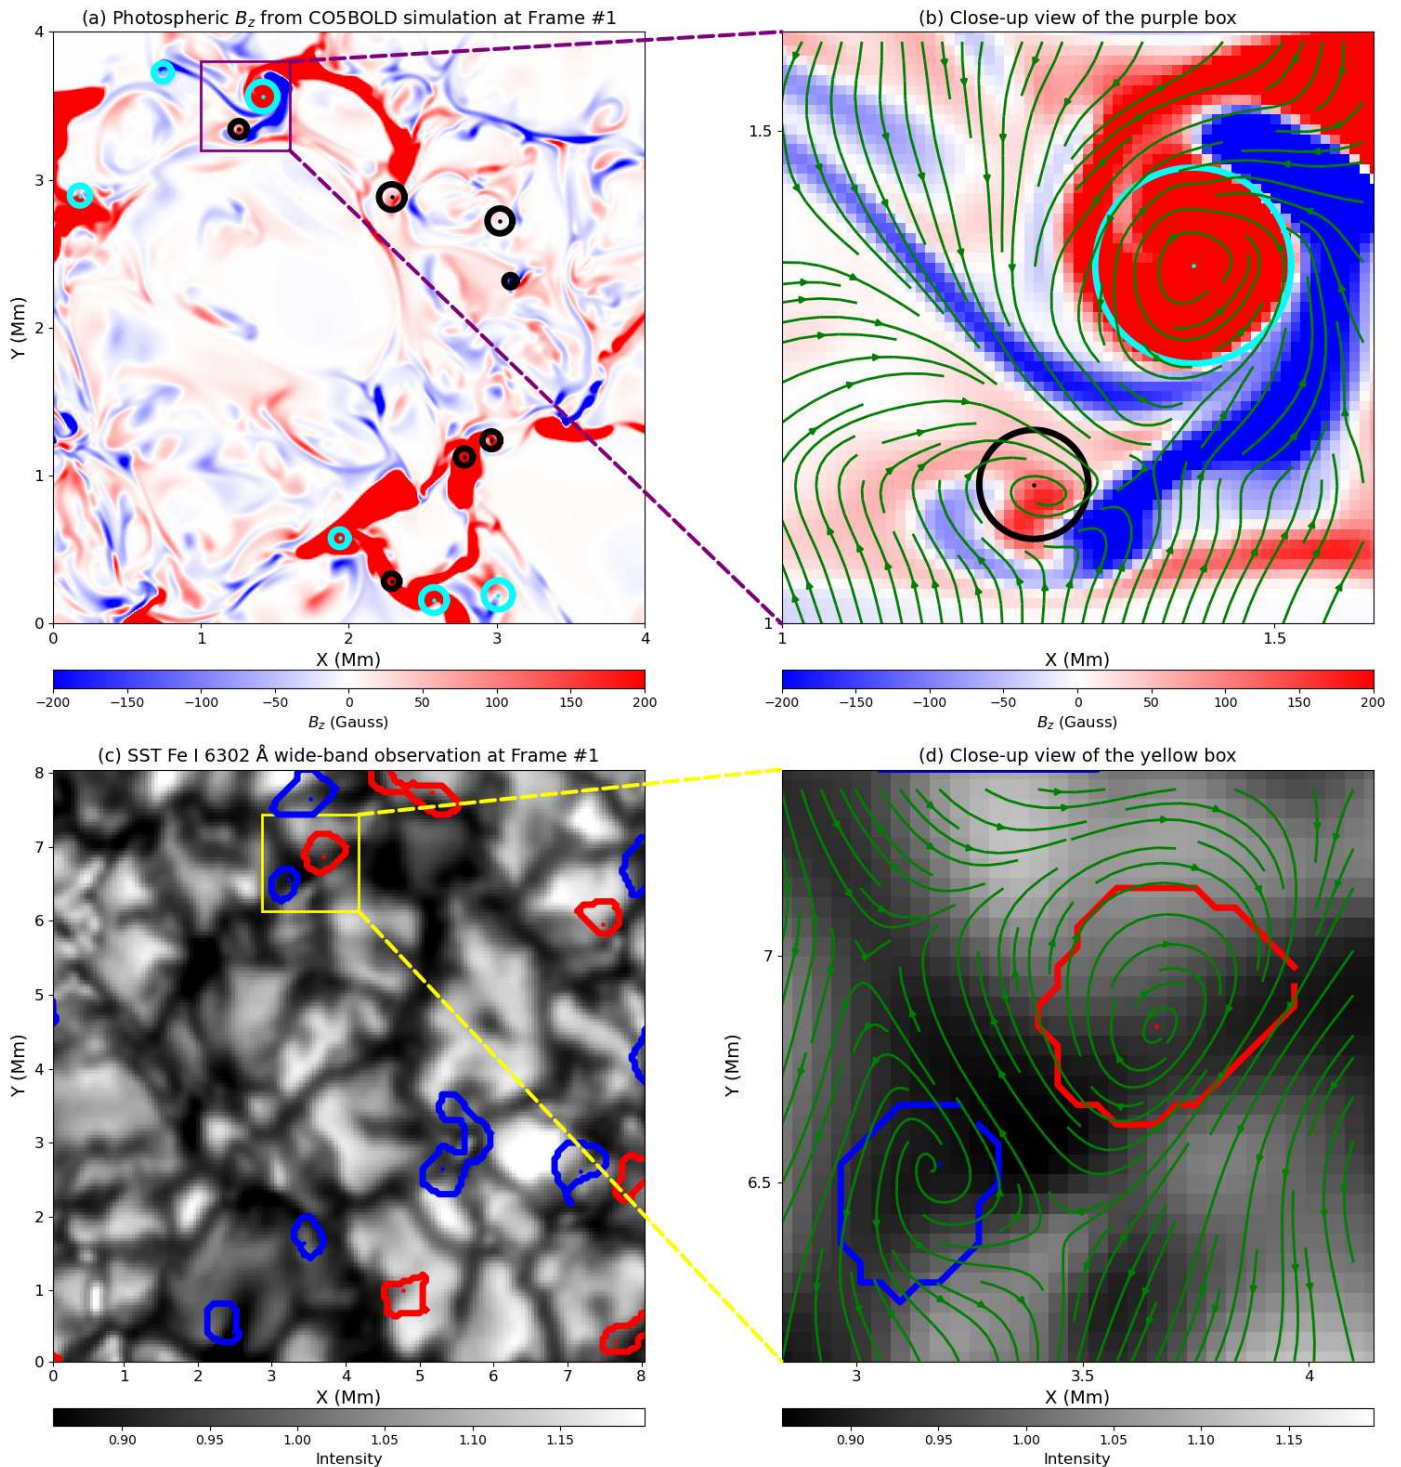 (a) Photospheric B_z from CO5BOLD simulation at Frame #1
(b) Close-up view of the purple box
4
3
2
1
0
Y (Mm)
0 1 2 3 4
X (Mm)
1.5
1
1 1.5
X (Mm)
−200 −150 −100 −50 0 50 100 150 200
B_z (Gauss)
−200 −150 −100 −50 0 50 100 150 200
B_z (Gauss)
(c) SST Fe I 6302 Å wide-band observation at Frame #1
(d) Close-up view of the yellow box
8
7
6
5
4
3
2
1
0
Y (Mm)
0 1 2 3 4 5 6 7 8
X (Mm)
7
6.5
Y (Mm)
3 3.5 4
X (Mm)
0.90 0.95 1.00 1.05 1.10 1.15
Intensity
0.90 0.95 1.00 1.05 1.10 1.15
Intensity